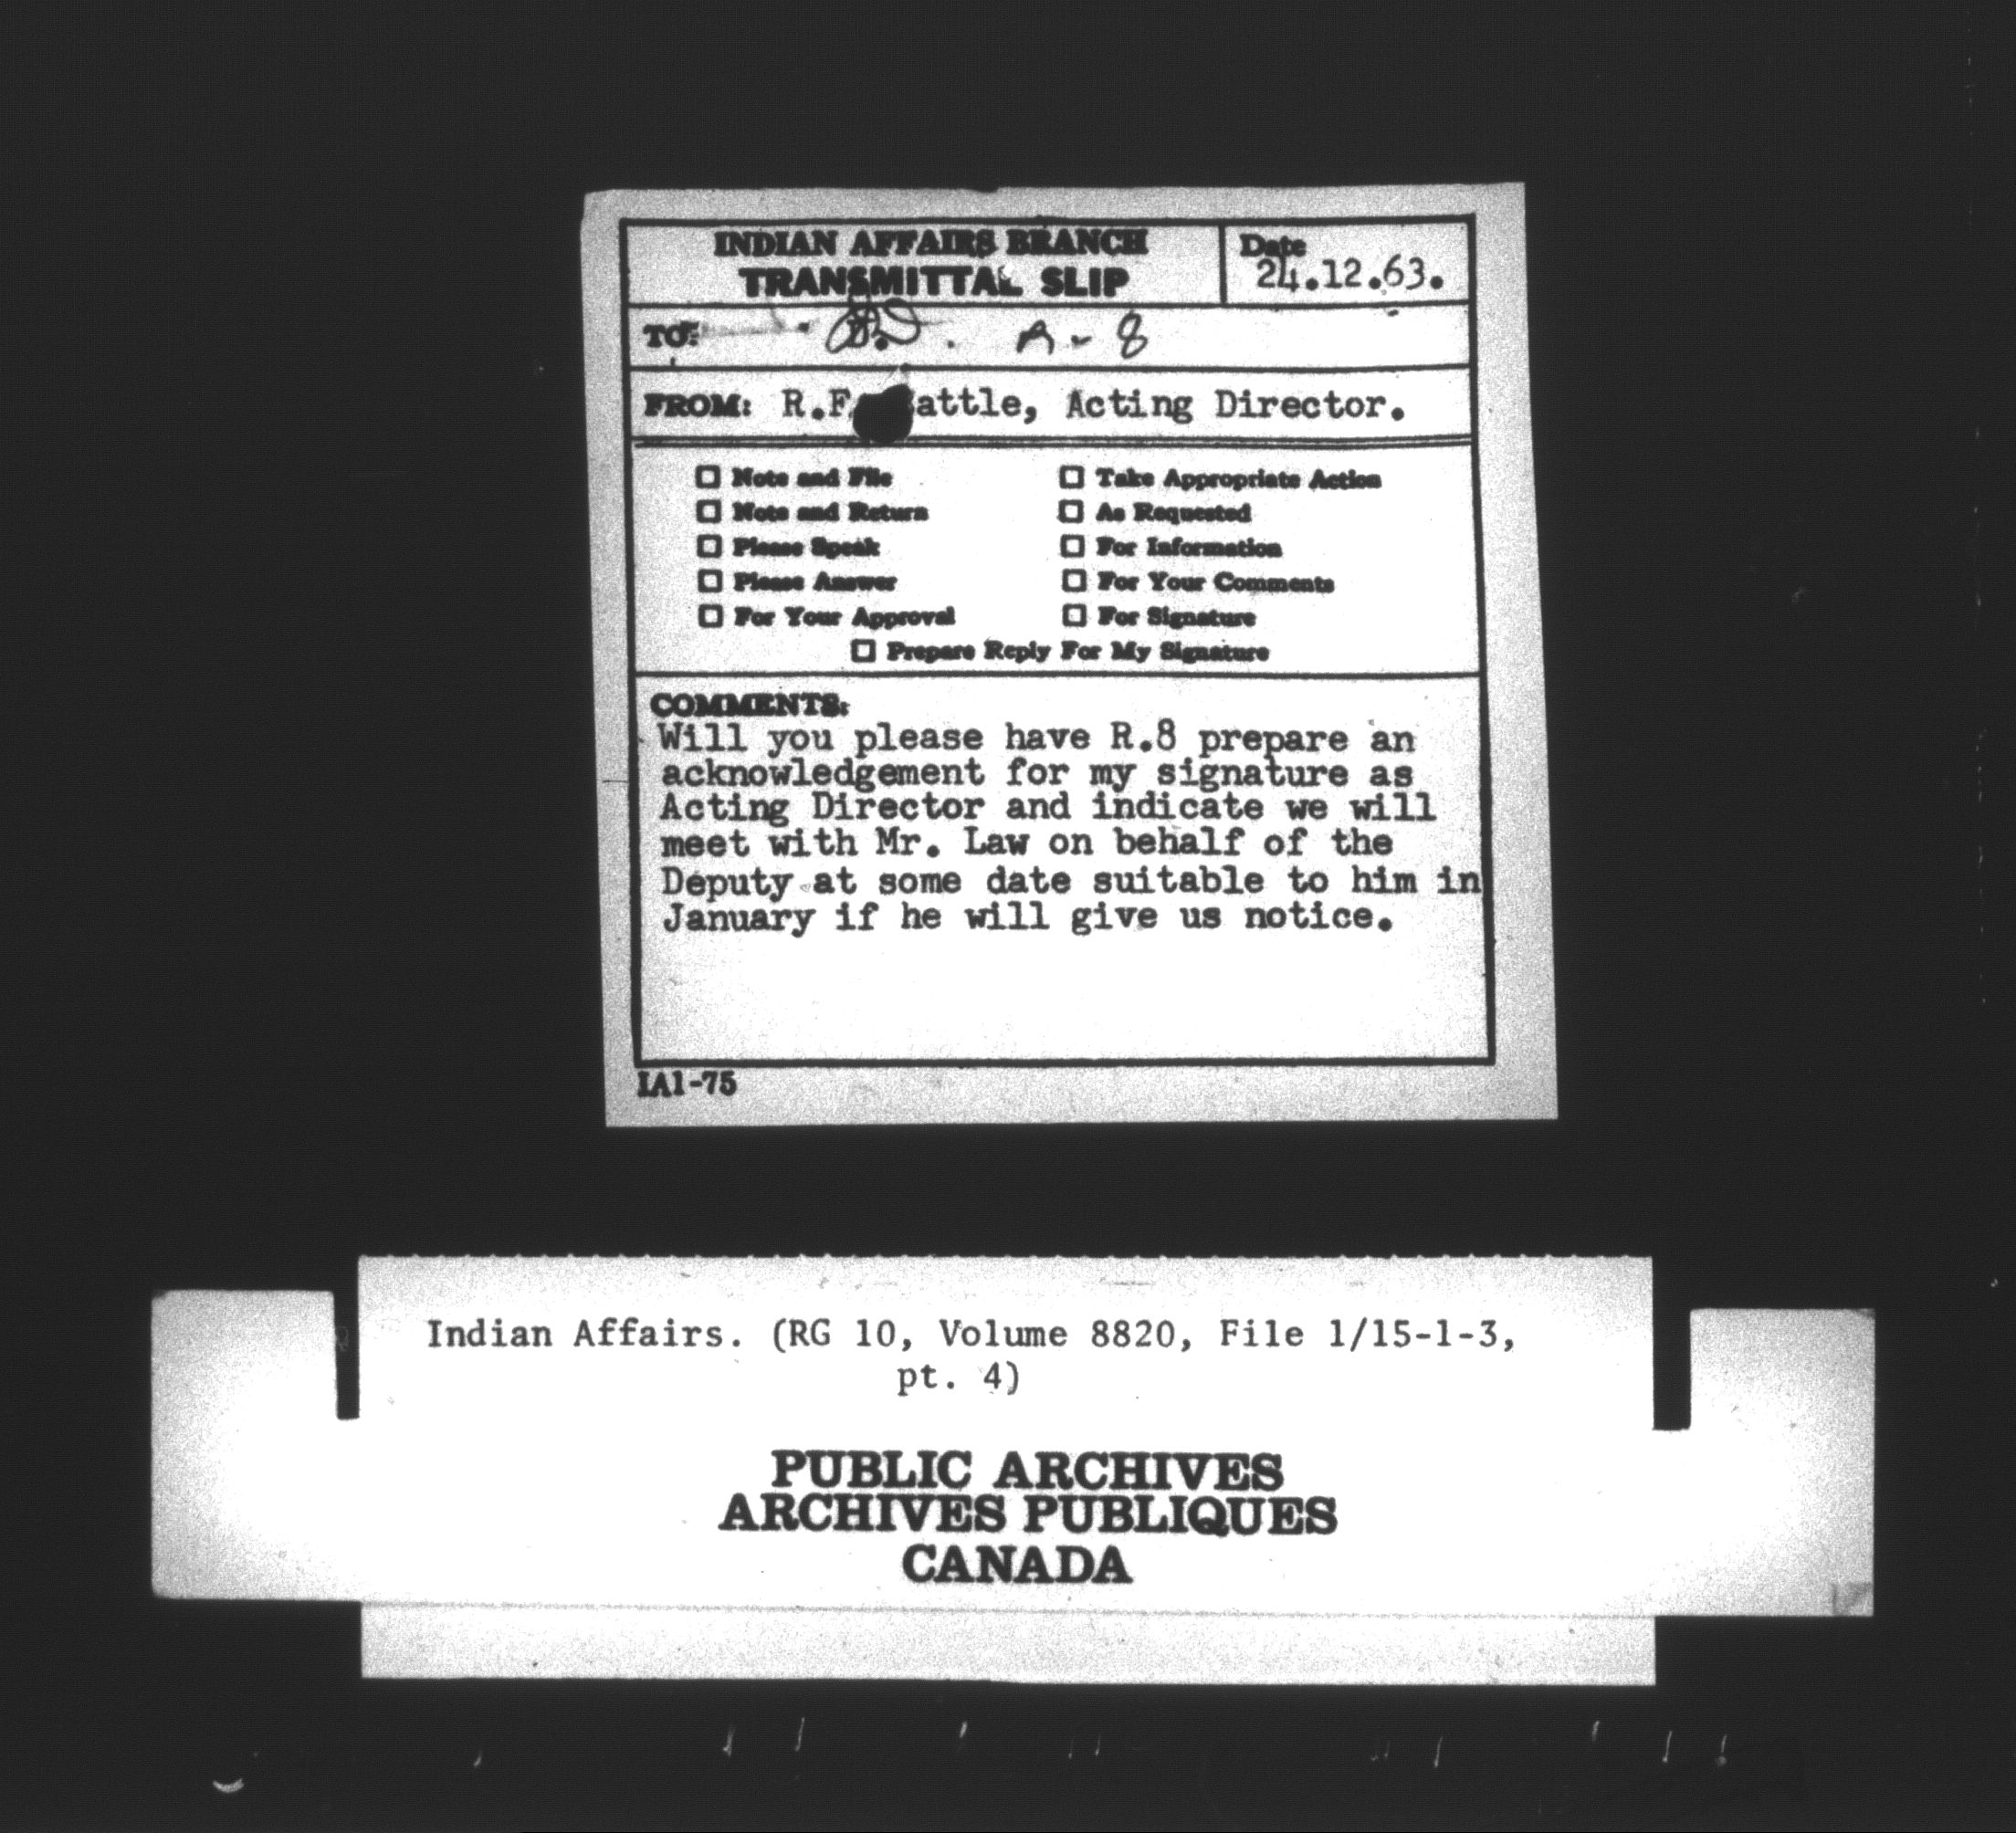 INDIAN AFFAIRS BRANCH
TRANSMITTAL SLIP
Date
24.12.63.
TO: A-8
FROM: R.F. Battle, Acting Director.
☐ Note and File ☐ Take Appropriate Action
☐ Note and Return ☐ As Requested
☐ Please Speak ☐ For Information
☐ Please Answer ☐ For Your Comments
☐ For Your Approval ☐ For Signature
☐ Prepare Reply For My Signature
COMMENTS:
Will you please have R.8 prepare an
acknowledgement for my signature as
Acting Director and indicate we will
meet with Mr. Law on behalf of the
Deputy at some date suitable to him in
January if he will give us notice.
IA1-75
Indian Affairs. (RG 10, Volume 8820, File 1/15-1-3,
pt. 4)
PUBLIC ARCHIVES
ARCHIVES PUBLIQUES
CANADA